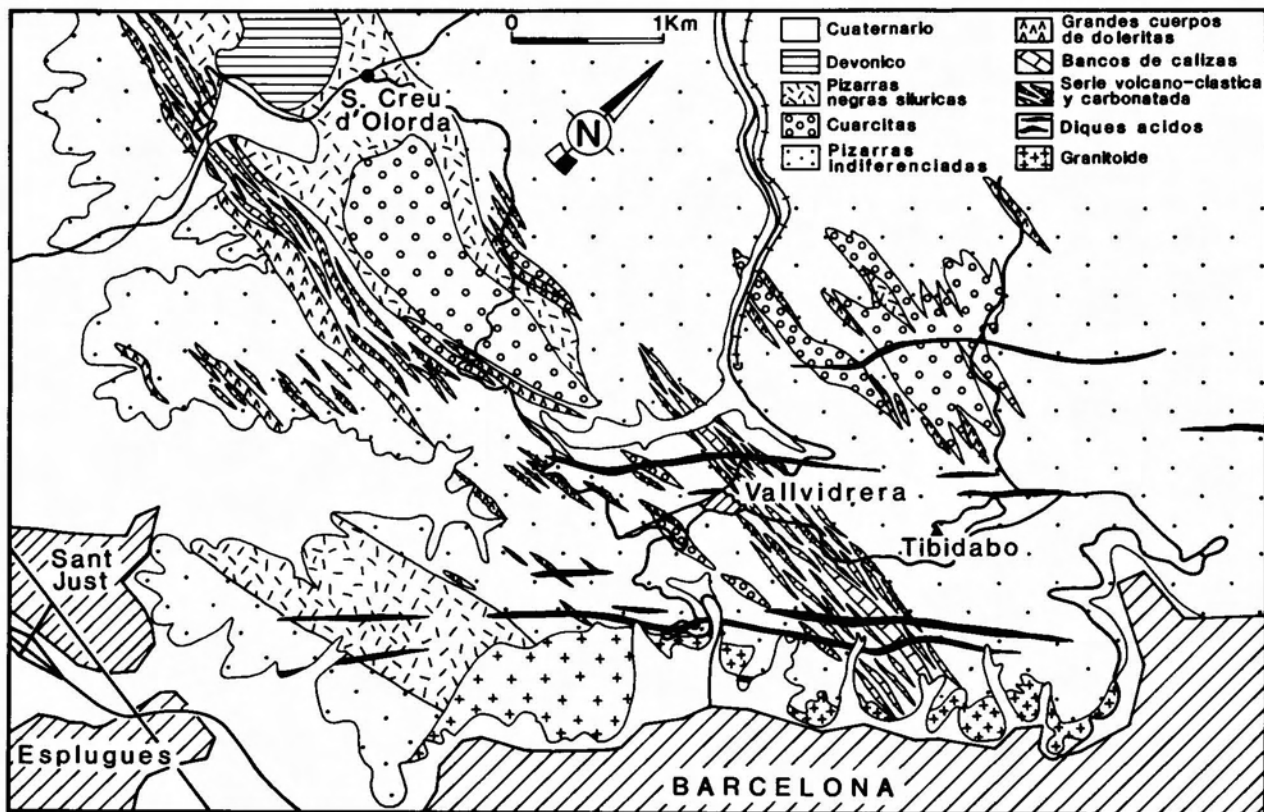 0 1Km
Cuaternario
Devonico
Pizarras
negras siluricas
Cuarcitas
Pizarras
indiferenciadas
Grandes cuerpos
de doleritas
Bancos de calizas
Serie volcano-clastica
y carbonatada
Diques acidos
Granitoide
S. Creu
d'Olorda
N
Vallvidrera
Tibidabo
Sant
Just
Esplugues
BARCELONA